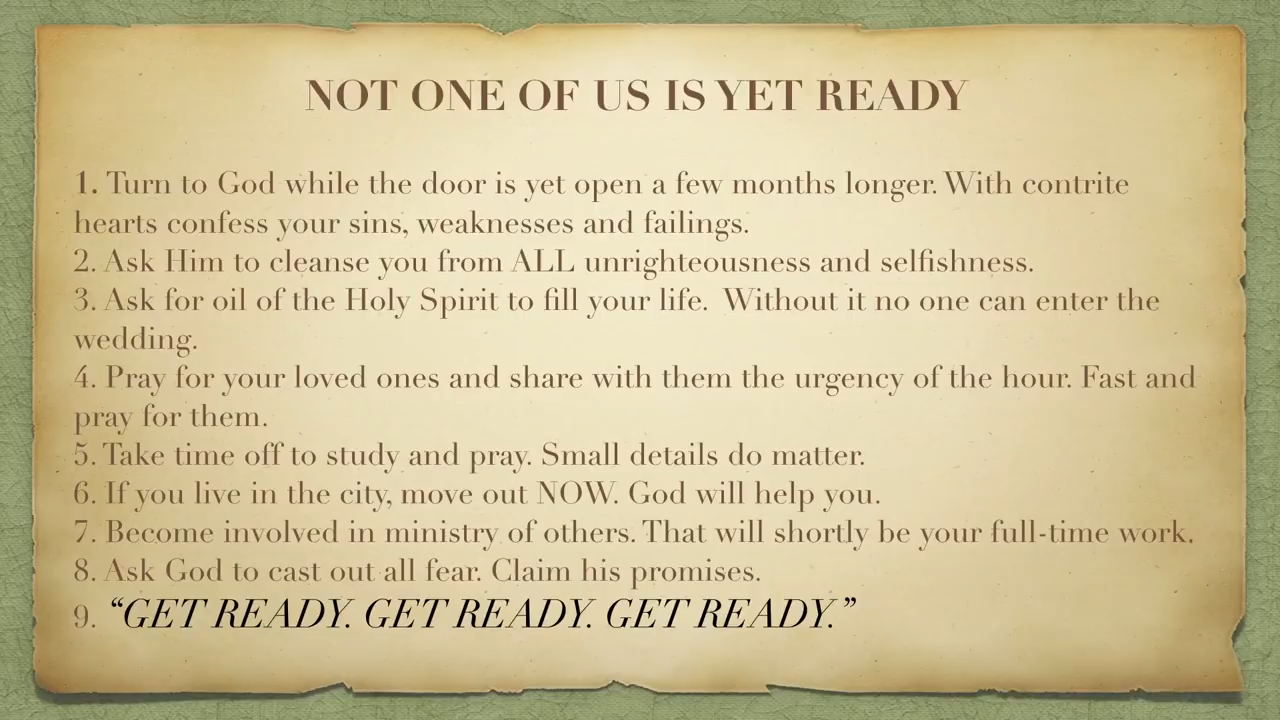 NOT ONE OF US IS YET READY
1. Turn to God while the door is yet open a few months longer. With contrite
hearts confess your sins, weaknesses and failings.
2. Ask Him to cleanse you from ALL unrighteousness and selfishness.
3. Ask for oil of the Holy Spirit to fill your life.  Without it no one can enter the
wedding.
4. Pray for your loved ones and share with them the urgency of the hour. Fast and
pray for them.
5. Take time off to study and pray. Small details do matter.
6. If you live in the city, move out NOW. God will help you.
7. Become involved in ministry of others. That will shortly be your full-time work.
8. Ask God to cast out all fear. Claim his promises.
9. “GET READY. GET READY. GET READY.”